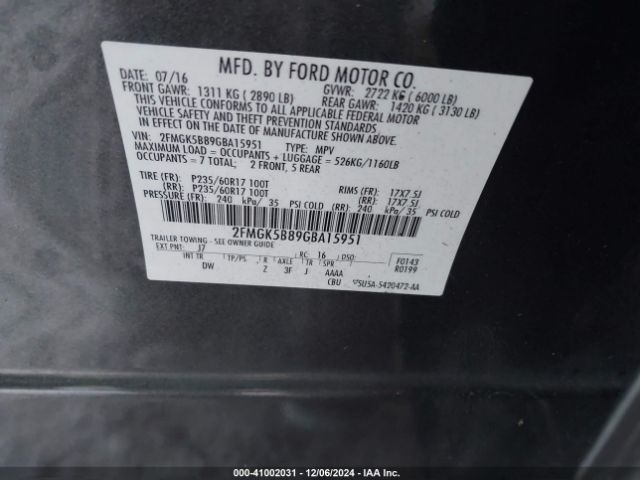 MFD. BY FORD MOTOR CO.
DATE: 07/16 GVWR: 2722 KG ( 6000 LB)
FRONT GAWR: 1311 KG ( 2890 LB) REAR GAWR: 1420 KG ( 3130 LB)
THIS VEHICLE CONFORMS TO ALL APPLICABLE FEDERAL MOTOR
VEHICLE SAFETY AND THEFT PREVENTION STANDARDS
IN EFFECT ON THE DATE OF MANUFACTURE SHOWN ABOVE.
VIN: 2FMGK5B89GBA15951 TYPE: MPV
MAXIMUM LOAD = OCCUPANTS + LUGGAGE = 526KG/1160LB
OCCUPANTS = 7 TOTAL; 2 FRONT, 5 REAR
TIRE (FR): P235/60R17 100T RIMS (FR): 17X7.5J
(RR): P235/60R17 100T (RR): 17X7.5J
PRESSURE (FR): 240 kPa/ 35 PSI COLD (RR): 240 kPa/ 35 PSI COLD
2FMGK5B89GBA15951
TRAILER TOWING - SEE OWNER GUIDE
J7 RC: 16 DSO: F0143
INT TR TP/PS R AXLE TR SPR R0199
DW 2 3F J AAAA
CBU 5U5A-5420472-AA
000-41002031 - 12/06/2024 - IAA Inc.